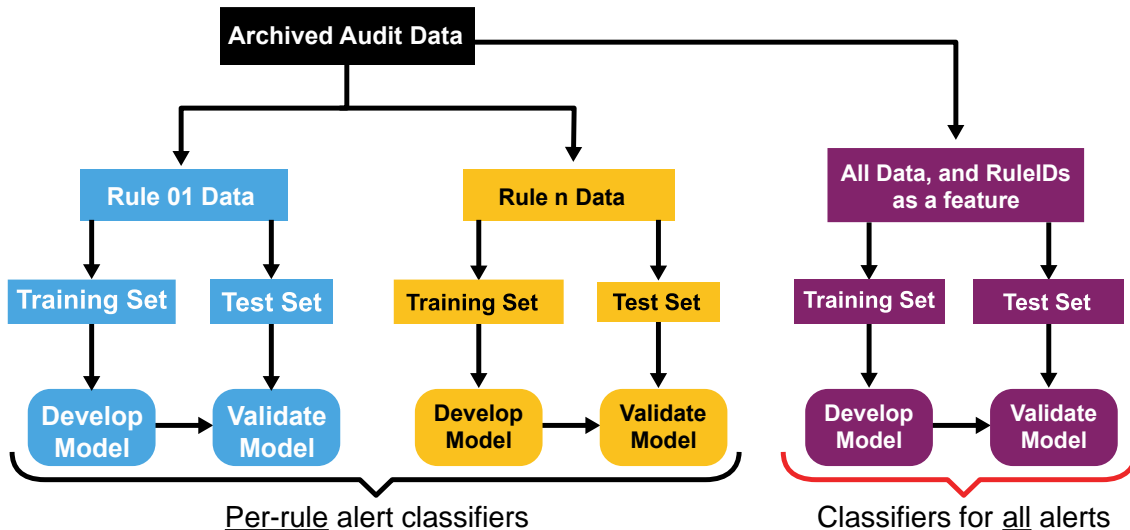 Archived Audit Data
Rule 01 Data
Rule n Data
All Data, and RuleIDs
as a feature
Training Set
Test Set
Training Set
Test Set
Training Set
Test Set
Develop
Model
Validate
Model
Develop
Model
Validate
Model
Develop
Model
Validate
Model
Per-rule alert classifiers
Classifiers for all alerts